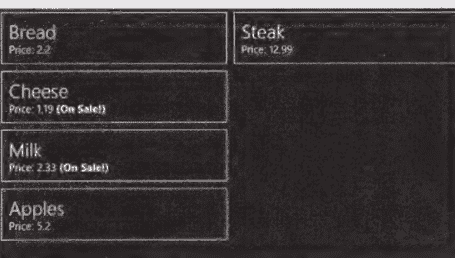 Bread
Price: 2.2
Cheese
Price: 1.19 (On Sale!)
Milk
Price: 2.33 (On Sale!)
Apples
Price: 5.2
Steak
Price: 12.99